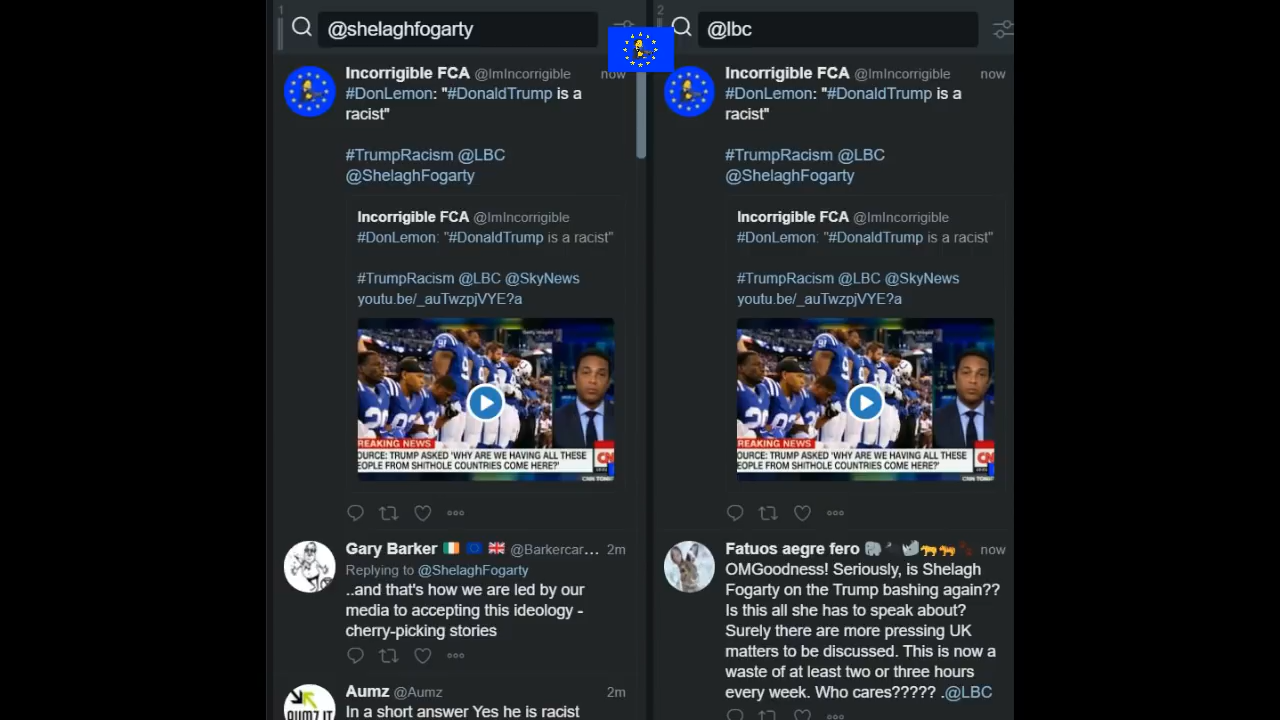 1
@shelaghfogarty
Incorrigible FCA @ImIncorrigible now
#DonLemon: "#DonaldTrump is a
racist"
#TrumpRacism @LBC
@ShelaghFogarty
Incorrigible FCA @ImIncorrigible
#DonLemon: "#DonaldTrump is a racist"
#TrumpRacism @LBC @SkyNews
youtu.be/_auTwzpjVYE?a
REAKING NEWS
OURCE: TRUMP ASKED 'WHY ARE WE HAVING ALL THESE
EOPLE FROM SHITHOLE COUNTRIES COME HERE?'
CN
Gary Barker @Barkercar... 2m
Replying to @ShelaghFogarty
..and that's how we are led by our
media to accepting this ideology -
cherry-picking stories
Aumz @Aumz 2m
In a short answer Yes he is racist
AUMZ IT
2
@lbc
Incorrigible FCA @ImIncorrigible now
#DonLemon: "#DonaldTrump is a
racist"
#TrumpRacism @LBC
@ShelaghFogarty
Incorrigible FCA @ImIncorrigible
#DonLemon: "#DonaldTrump is a racist"
#TrumpRacism @LBC @SkyNews
youtu.be/_auTwzpjVYE?a
REAKING NEWS
OURCE: TRUMP ASKED 'WHY ARE WE HAVING ALL THESE
EOPLE FROM SHITHOLE COUNTRIES COME HERE?'
CN
Fatuos aegre fero now
OMGoodness! Seriously, is Shelagh
Fogarty on the Trump bashing again??
Is this all she has to speak about?
Surely there are more pressing UK
matters to be discussed. This is now a
waste of at least two or three hours
every week. Who cares????? .@LBC